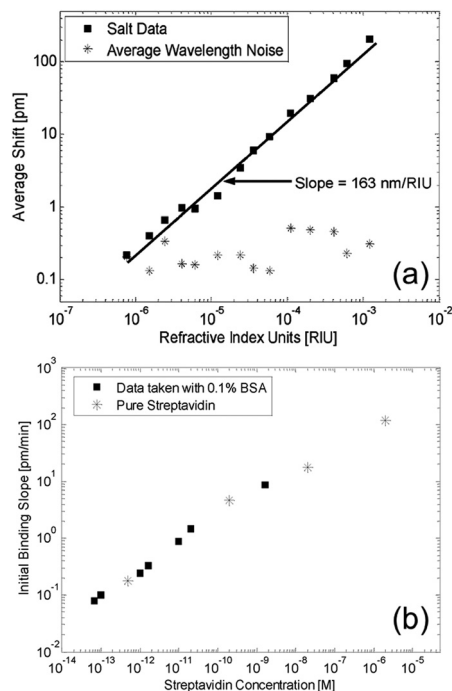 (a)
Salt Data
Average Wavelength Noise
100
10
1
0.1
Average Shift [pm]
Slope = 163 nm/RIU
10-6
10-5
10-4
10-3
10-2
Refractive Index Units [RIU]
(b)
Data taken with 0.1% BSA
Pure Streptavidin
10^3
10^2
10^1
10^0
10^-1
10^-2
Initial Binding Slope [pm/min]
10-14
10-13
10-12
10-11
10-10
10-9
10-8
10-7
10-6
10-5
Streptavidin Concentration [M]